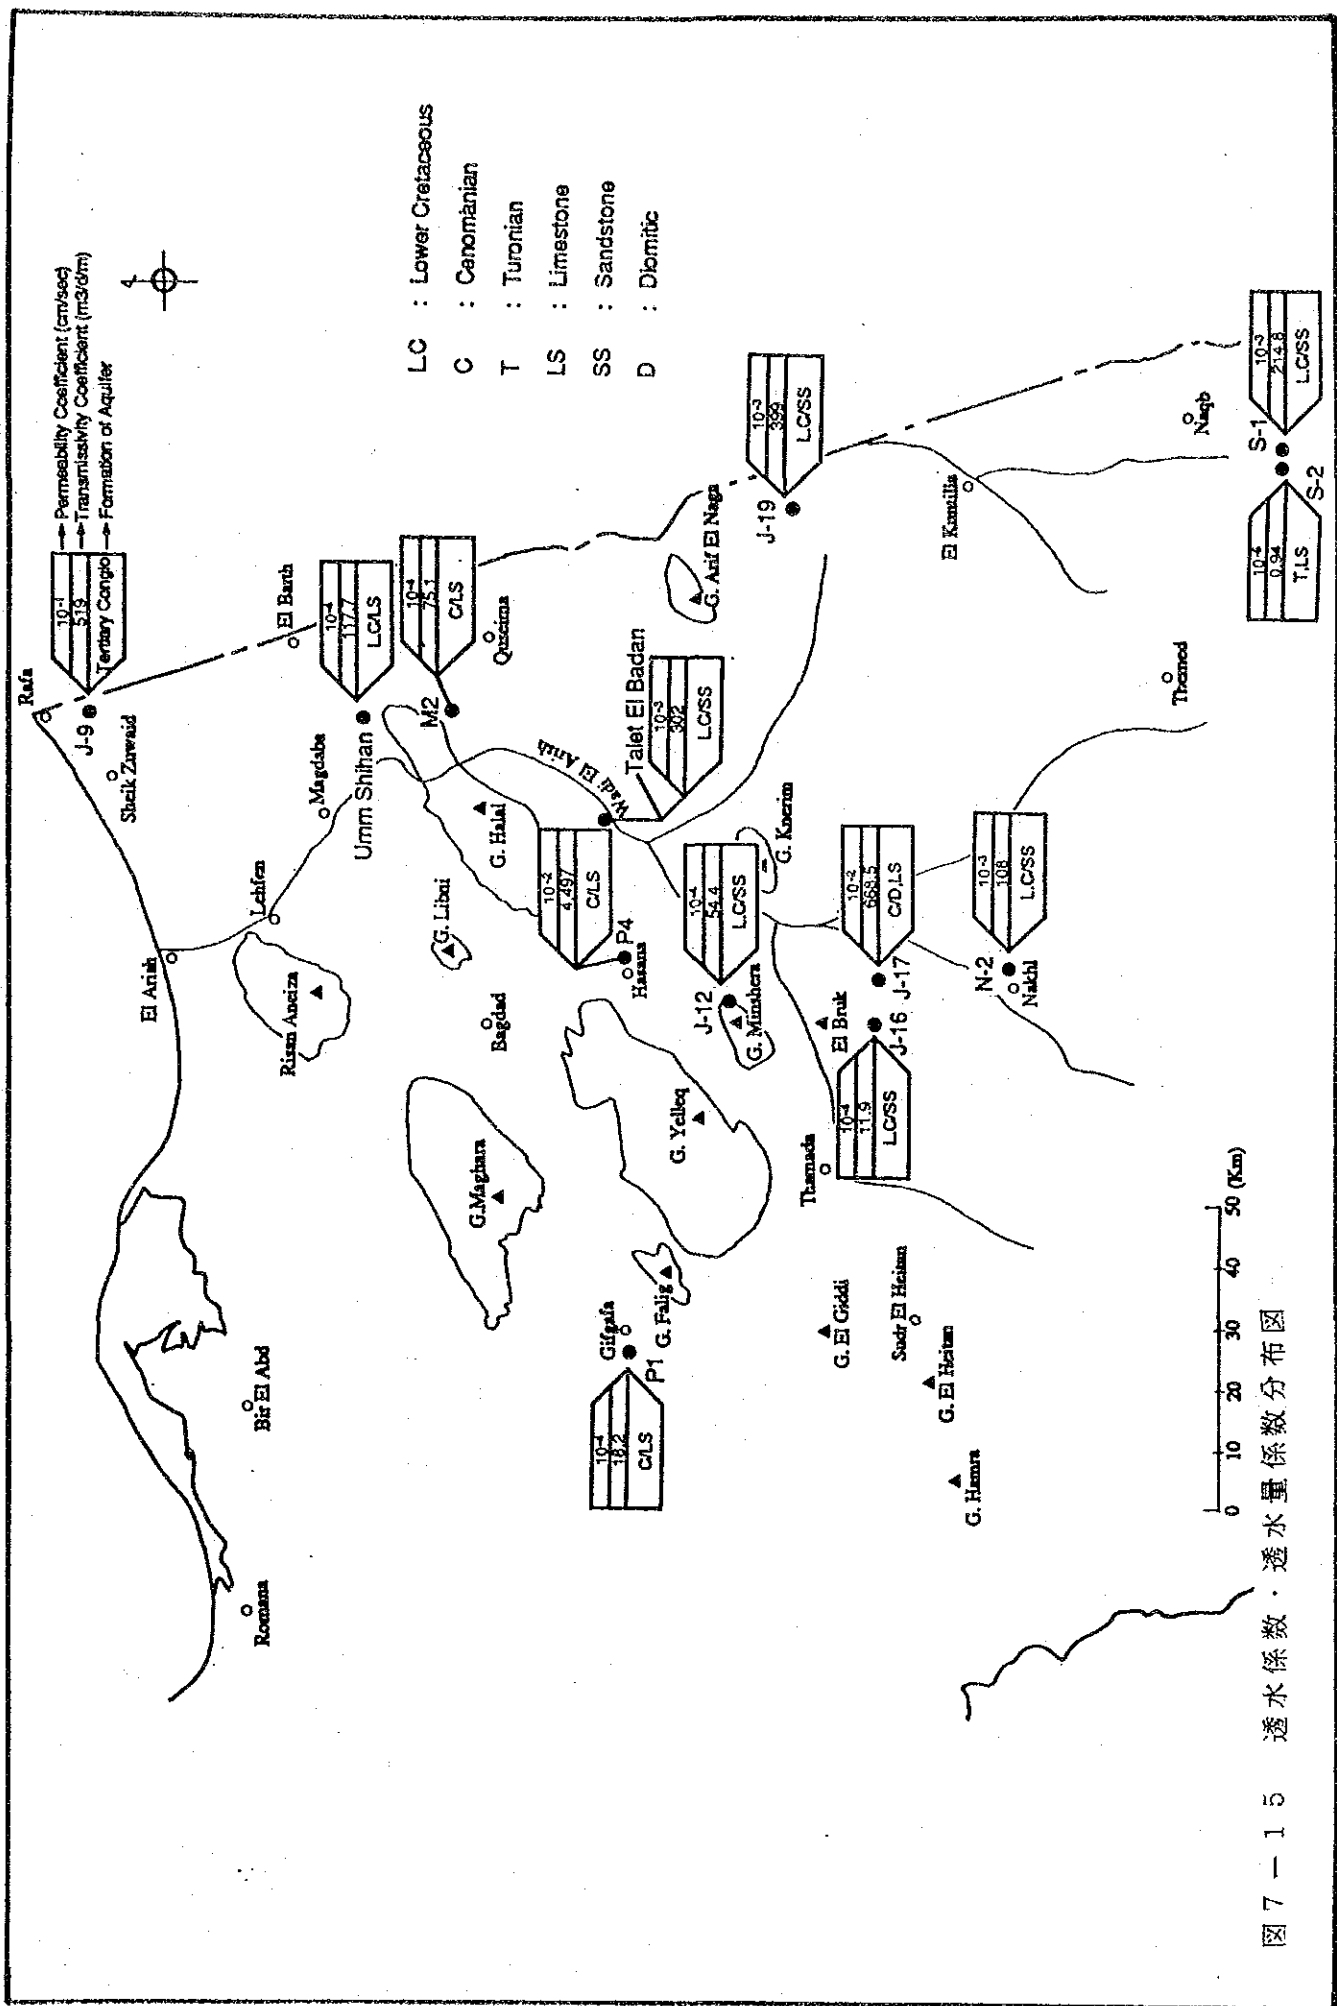 Rafa
J-9
Sheik Zuwaid
10-1
519
Tertiary Conglo
Permeability Coefficient (cm/sec)
Transmissivity Coefficient (m3/d/m)
Formation of Aquifer
El Barth
El Arish
Lehfen
Magdaba
Umm Shihan
10-4
117.7
LC/LS
M2
10-4
75.1
C/LS
Quseima
LC : Lower Cretaceous
C : Cenomanian
T : Turonian
LS : Limestone
SS : Sandstone
D : Diomitic
Romana
Bir El Abd
Risan Aneiza
G.Maghara
Bagdad
G. Libni
G. Halal
Wadi El Arish
Talet El Badan
10-3
302
L.C/SS
G. Arif El Naga
J-19
10-3
399
L.C/SS
10-4
18.2
C/LS
P1
Gifgafa
G. Falig
G. Yelleq
Hasana
P4
10-2
4.497
C/LS
J-12
G. Minshera
10-4
54.4
L.C/SS
G. Kherim
Thamada
El Bruk
10-4
11.9
L.C/SS
J-16
J-17
10-2
668.5
C/D,LS
G. El Giddi
Sudr El Heitan
G. El Heitan
G. Hamra
N-2
Nakhl
10-3
108
L.C/SS
El Kuntilla
Themed
Naqb
S-1
10-3
214.8
L.C/SS
S-2
10-4
0.94
T.LS
0 10 20 30 40 50 (Km)
図7-15 透水係数・透水量係数分布図